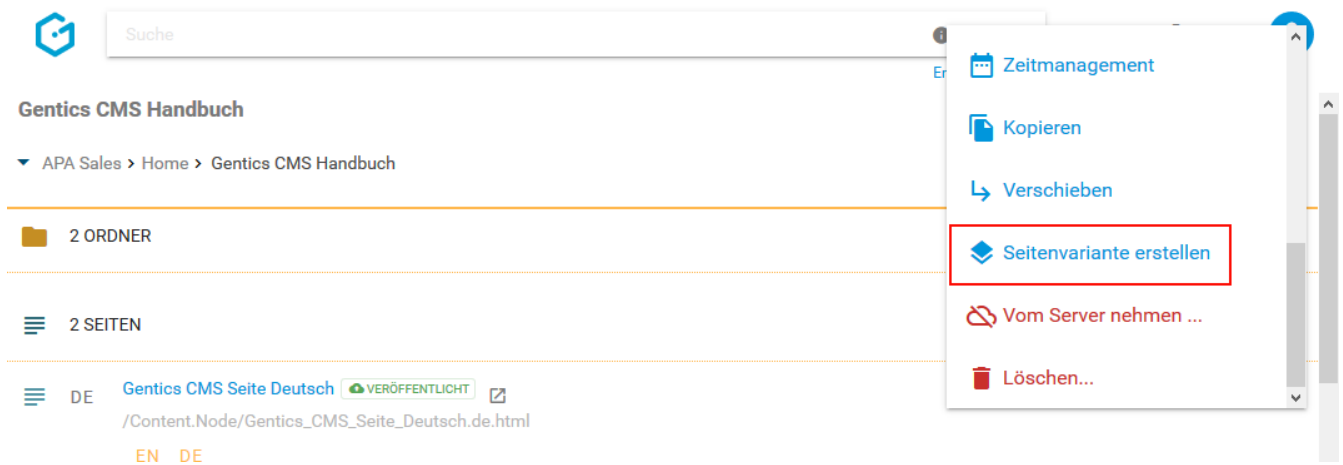 Suche
Er
Gentics CMS Handbuch
APA Sales > Home > Gentics CMS Handbuch
2 ORDNER
2 SEITEN
DE Gentics CMS Seite Deutsch VERÖFFENTLICHT
/Content.Node/Gentics_CMS_Seite_Deutsch.de.html
EN DE
Zeitmanagement
Kopieren
Verschieben
Seitenvariante erstellen
Vom Server nehmen ...
Löschen...